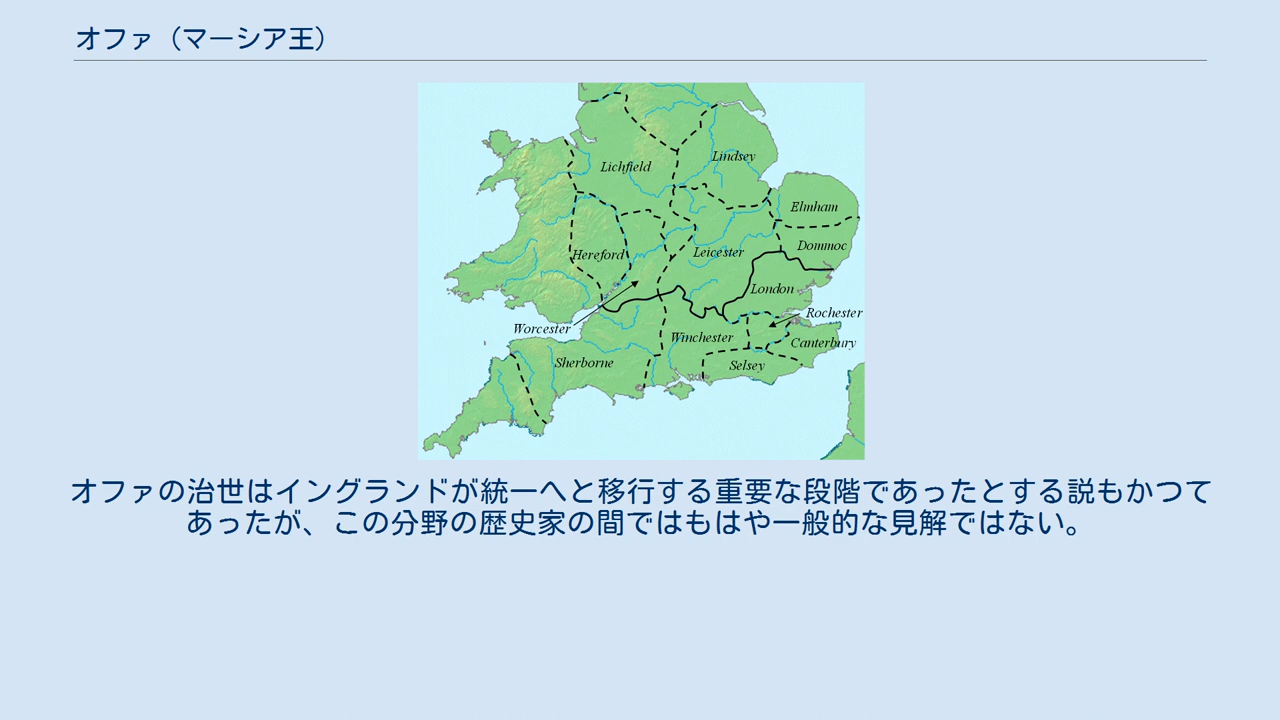 オファ（マーシア王）
Lichfield
Lindsey
Elmham
Dommoc
Hereford
Leicester
London
Rochester
Worcester
Winchester
Canterbury
Sherborne
Selsey
オファの治世はイングランドが統一へと移行する重要な段階であったとする説もかつて
あったが、この分野の歴史家の間ではもはや一般的な見解ではない。